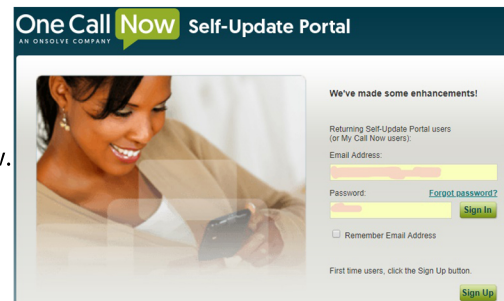 One Call Now Self-Update Portal
AN ONSOLVE COMPANY
We've made some enhancements!
Returning Self-Update Portal users
(or My Call Now users):
Email Address:
Password: Forgot password?
Sign In
Remember Email Address
First time users, click the Sign Up button.
Sign Up